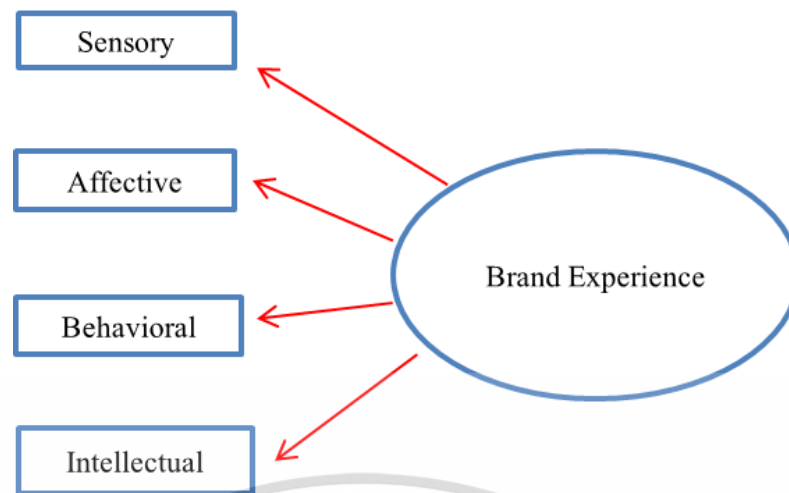 Sensory
Affective
Brand Experience
Behavioral
Intellectual